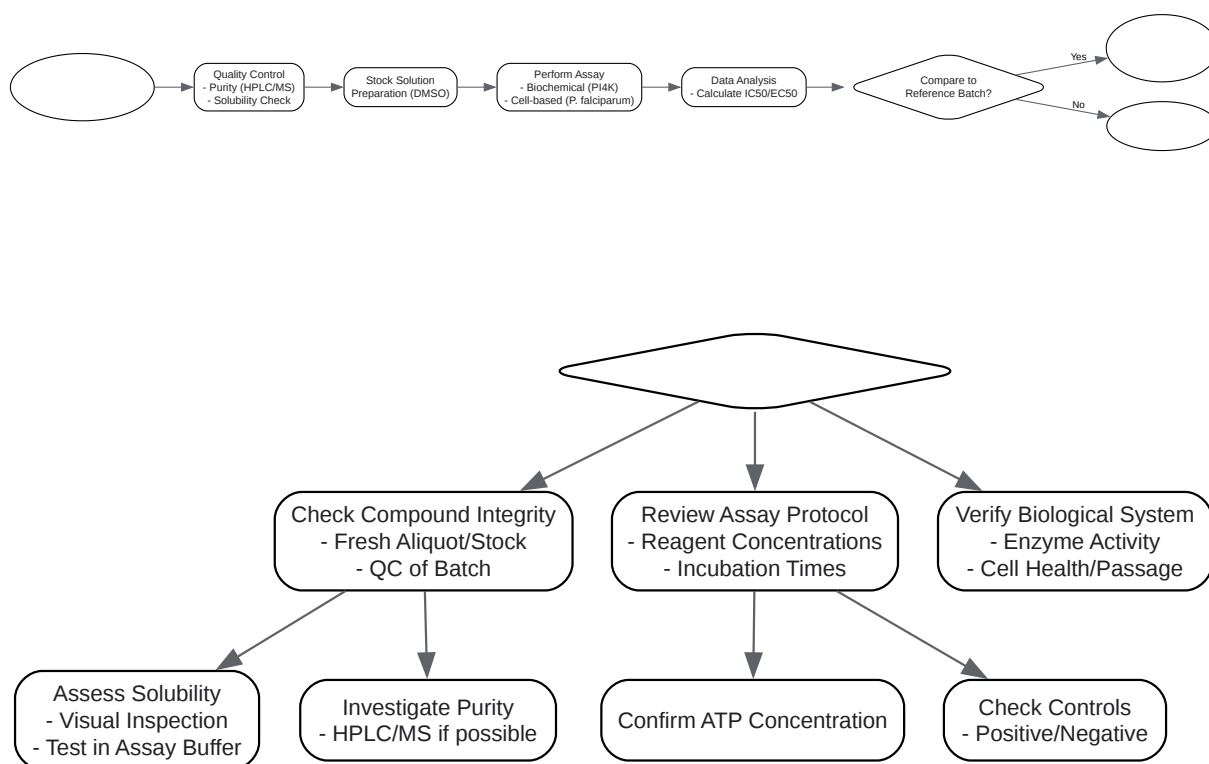 Quality Control
- Purity (HPLC/MS)
- Solubility Check
Stock Solution
Preparation (DMSO)
Perform Assay
- Biochemical (PI4K)
- Cell-based (P. falciparum)
Data Analysis
- Calculate IC50/EC50
Compare to
Reference Batch?
Yes
No
Check Compound Integrity
- Fresh Aliquot/Stock
- QC of Batch
Review Assay Protocol
- Reagent Concentrations
- Incubation Times
Verify Biological System
- Enzyme Activity
- Cell Health/Passage
Assess Solubility
- Visual Inspection
- Test in Assay Buffer
Investigate Purity
- HPLC/MS if possible
Confirm ATP Concentration
Check Controls
- Positive/Negative